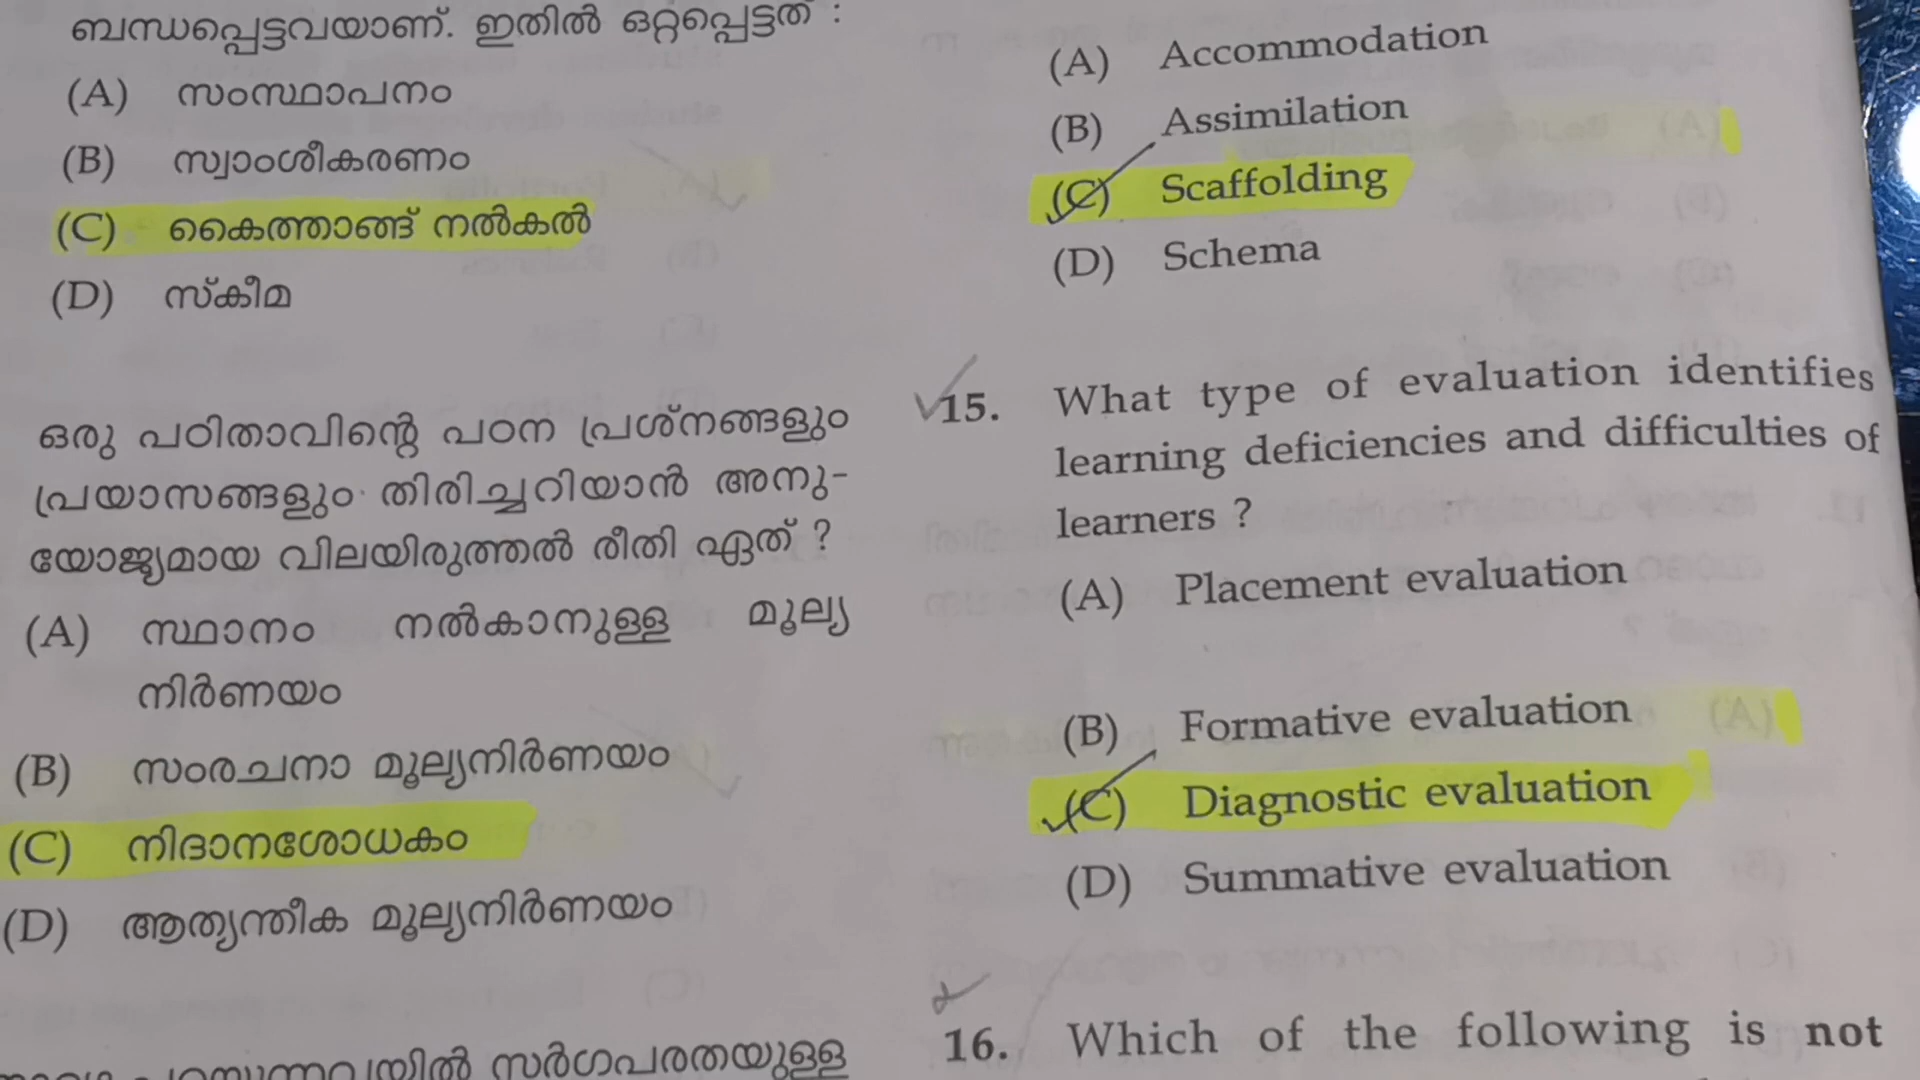 ബന്ധപ്പെട്ടവയാണ്. ഇതിൽ ഒറ്റപ്പെട്ടത് :
(A) സംസ്ഥാപനം
(B) സ്വാംശീകരണം
(C) കൈത്താങ്ങ് നൽകൽ
(D) സ്കീമ
ഒരു പഠിതാവിന്റെ പഠന പ്രശ്നങ്ങളും
പ്രയാസങ്ങളും തിരിച്ചറിയാൻ അനു-
യോജ്യമായ വിലയിരുത്തൽ രീതി ഏത് ?
(A) സ്ഥാനം നൽകാനുള്ള മൂല്യ
നിർണയം
(B) സംരചനാ മൂല്യനിർണയം
(C) നിദാനശോധകം
(D) ആത്യന്തീക മൂല്യനിർണയം
സർഗപരതയുള്ള
(A) Accommodation
(B) Assimilation
(C) Scaffolding
(D) Schema
15. What type of evaluation identifies
learning deficiencies and difficulties of
learners ?
(A) Placement evaluation
(B) Formative evaluation
(C) Diagnostic evaluation
(D) Summative evaluation
16. Which of the following is not